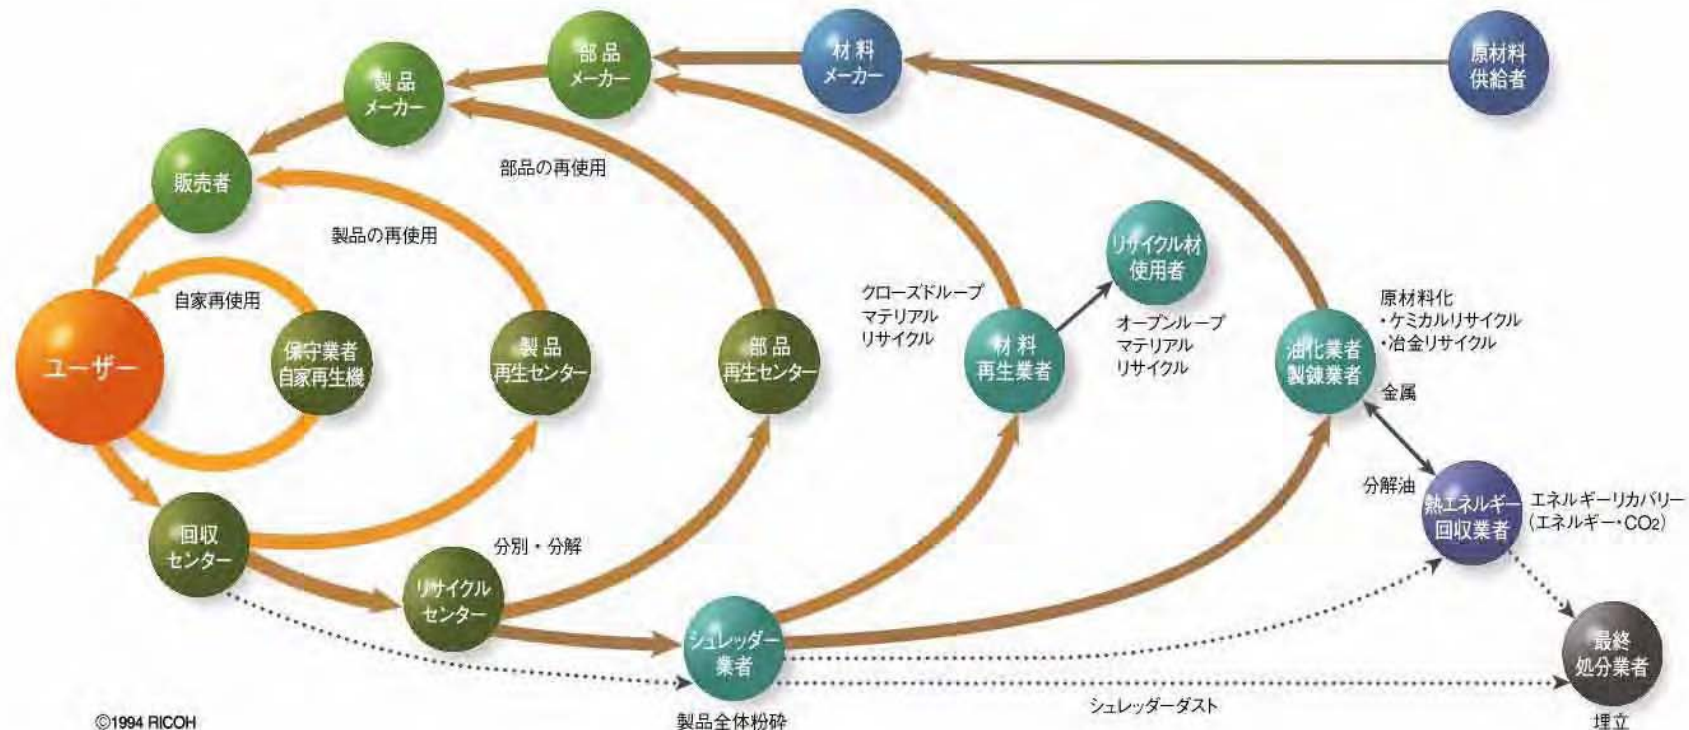 部品
メーカー
材料
メーカー
原材料
供給者
製品
メーカー
販売者
部品の再使用
製品の再使用
自家再使用
ユーザー
保守業者
自家再生機
製品
再生センター
部品
再生センター
クローズドループ
マテリアル
リサイクル
材料
再生業者
リサイクル材
使用者
オープンループ
マテリアル
リサイクル
油化業者
製錬業者
原材料化
・ケミカルリサイクル
・冶金リサイクル
金属
分解油
熱エネルギー
回収業者
エネルギーリカバリー
(エネルギー・CO2)
回収
センター
分別・分解
リサイクル
センター
シュレッダー
業者
製品全体粉砕
シュレッダーダスト
最終
処分業者
埋立
©1994 RICOH